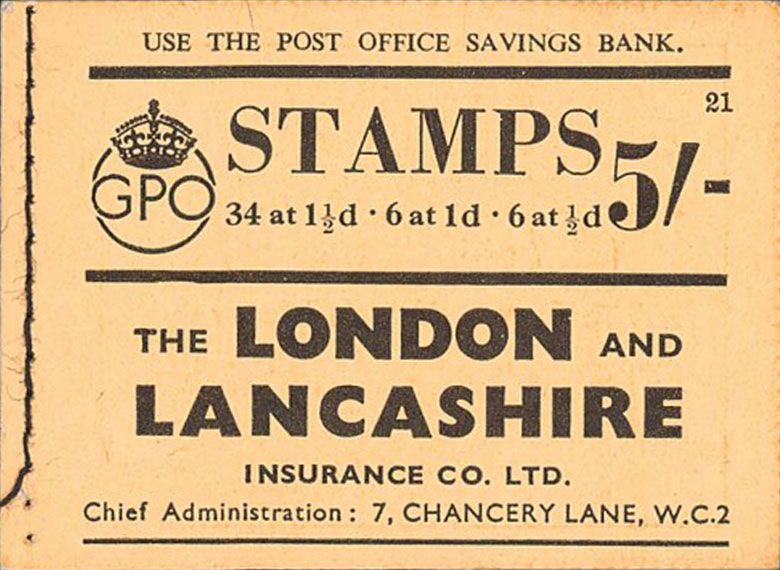 USE THE POST OFFICE SAVINGS BANK.
21
STAMPS 5/-
GPO
34 at 1½d · 6 at 1d · 6 at ½d
THE LONDON AND
LANCASHIRE
INSURANCE CO. LTD.
Chief Administration: 7, CHANCERY LANE, W.C.2